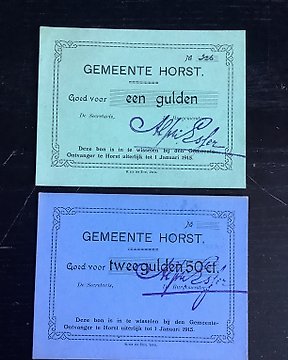 № 326
GEMEENTE HORST.
Goed voor een gulden
De Secretaris,
Deze bon is in te wisselen bij den Gemeente-
Ontvanger te Horst uiterlijk tot 1 Januari 1915.
№
GEMEENTE HORST.
Goed voor twee gulden, 50 ct.
De Secretaris,
Deze bon is in te wisselen bij den Gemeente-
Ontvanger te Horst uiterlijk tot 1 Januari 1915.